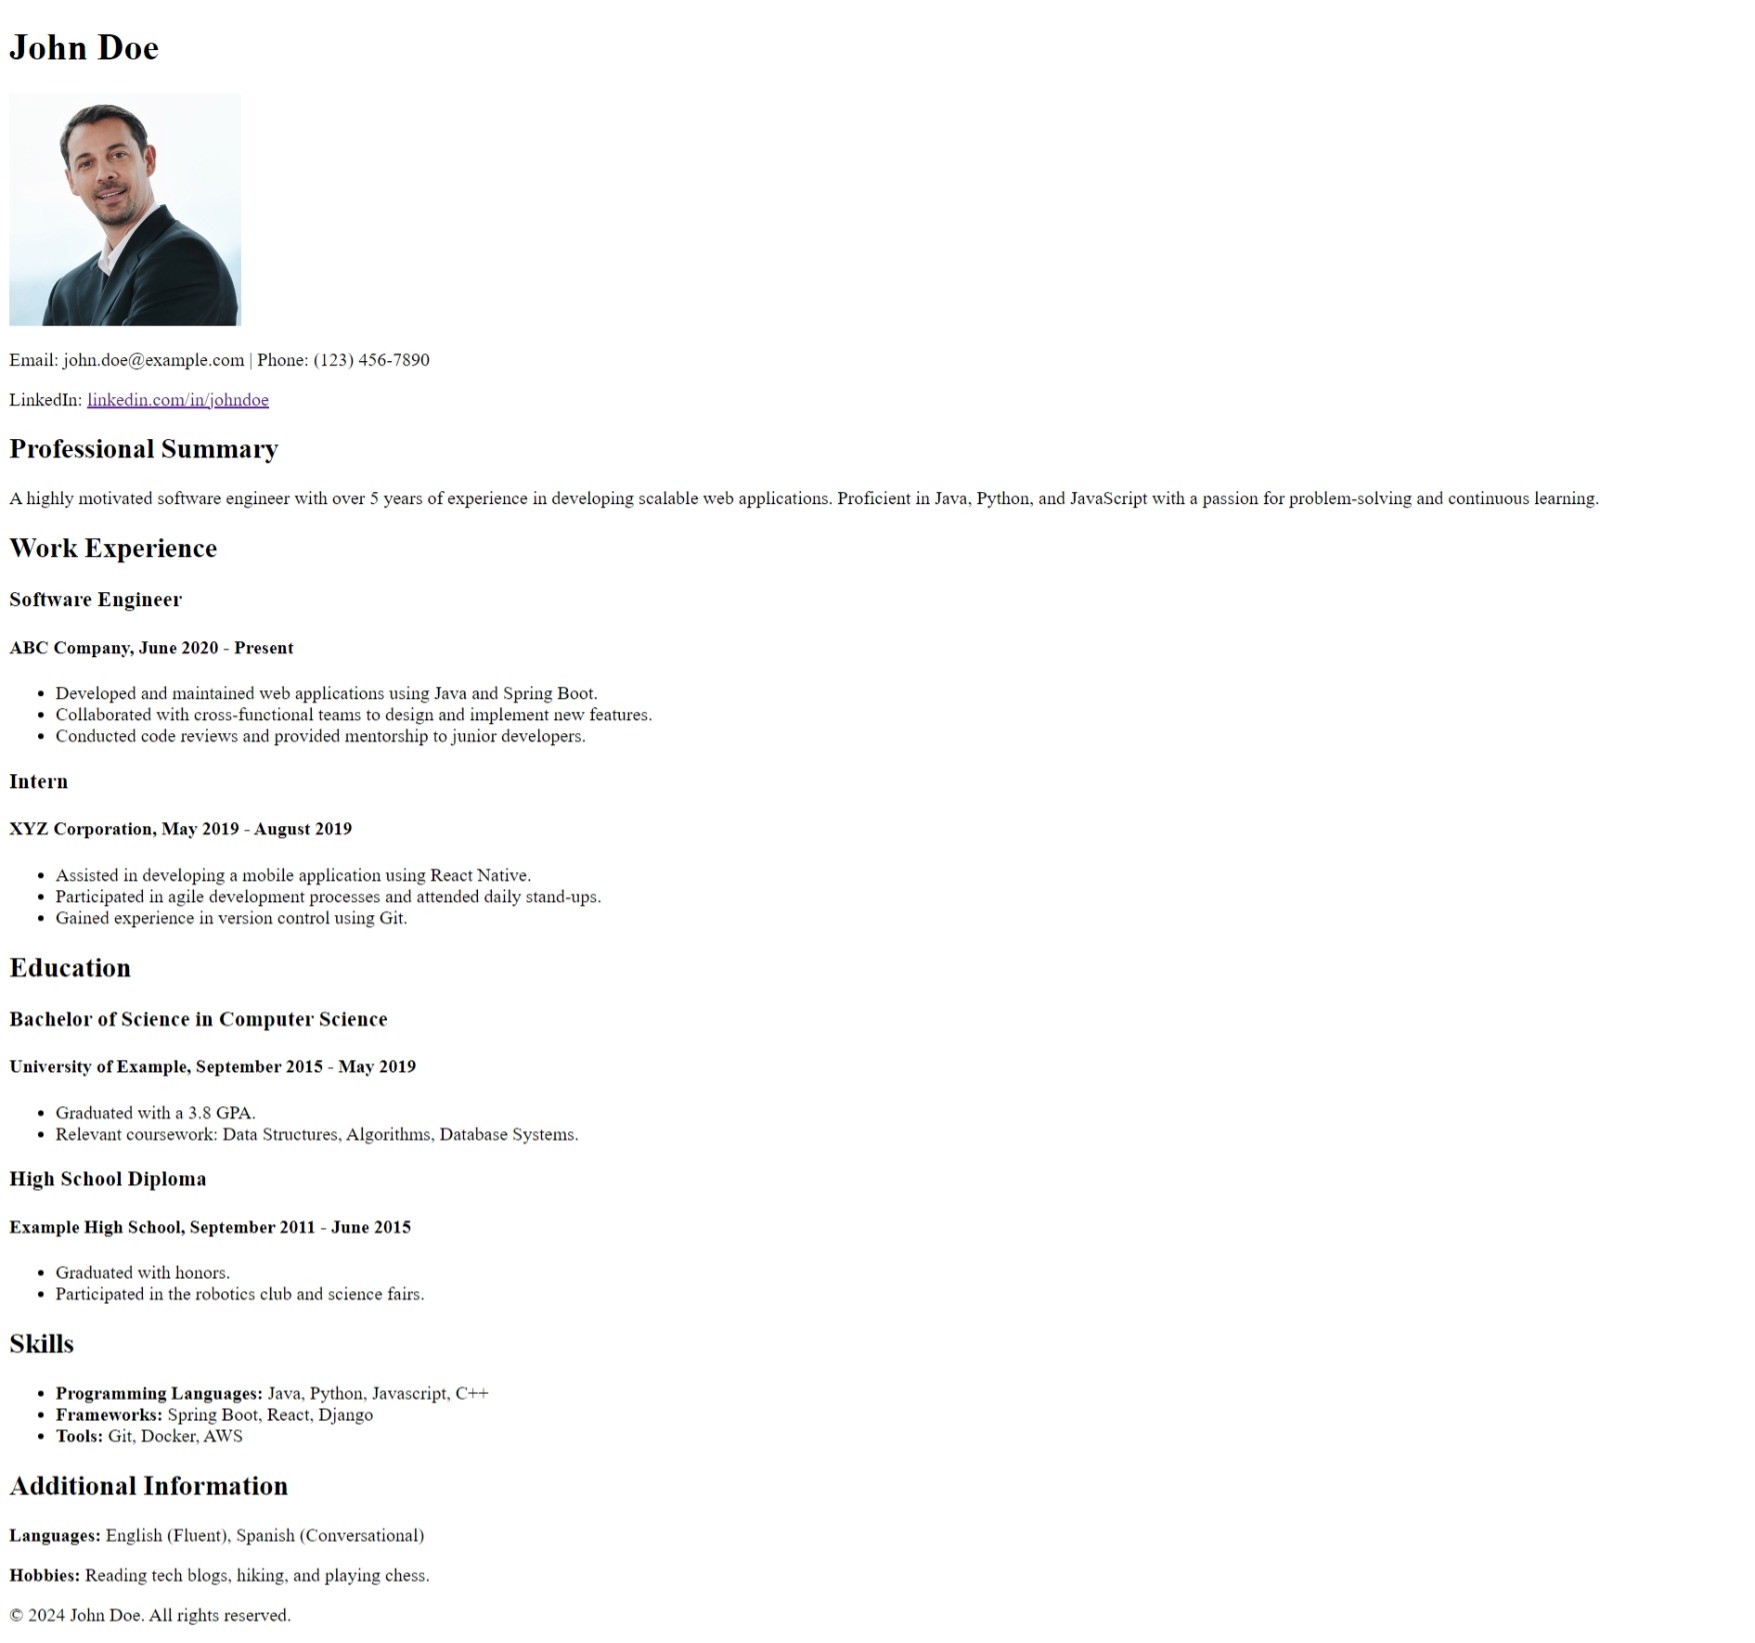 John Doe
Email: john.doe@example.com | Phone: (123) 456-7890
LinkedIn: linkedin.com/in/johndoe
Professional Summary
A highly motivated software engineer with over 5 years of experience in developing scalable web applications. Proficient in Java, Python, and JavaScript with a passion for problem-solving and continuous learning.
Work Experience
Software Engineer
ABC Company, June 2020 - Present
• Developed and maintained web applications using Java and Spring Boot.
• Collaborated with cross-functional teams to design and implement new features.
• Conducted code reviews and provided mentorship to junior developers.
Intern
XYZ Corporation, May 2019 - August 2019
• Assisted in developing a mobile application using React Native.
• Participated in agile development processes and attended daily stand-ups.
• Gained experience in version control using Git.
Education
Bachelor of Science in Computer Science
University of Example, September 2015 - May 2019
• Graduated with a 3.8 GPA.
• Relevant coursework: Data Structures, Algorithms, Database Systems.
High School Diploma
Example High School, September 2011 - June 2015
• Graduated with honors.
• Participated in the robotics club and science fairs.
Skills
• Programming Languages: Java, Python, Javascript, C++
• Frameworks: Spring Boot, React, Django
• Tools: Git, Docker, AWS
Additional Information
Languages: English (Fluent), Spanish (Conversational)
Hobbies: Reading tech blogs, hiking, and playing chess.
© 2024 John Doe. All rights reserved.